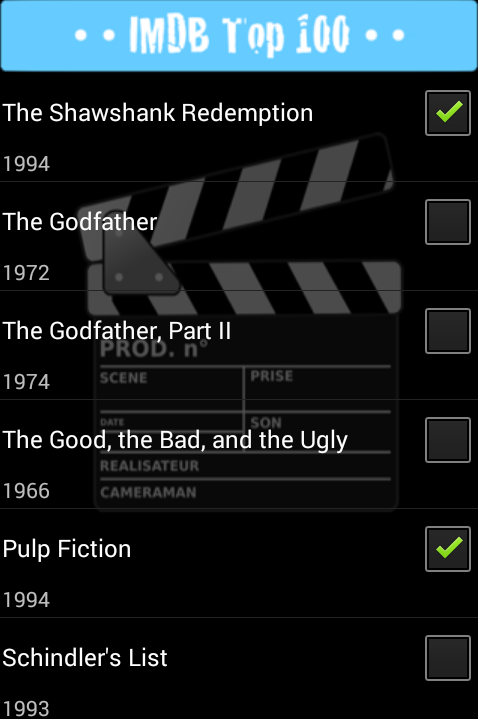 • • IMDB Top 100 • •
The Shawshank Redemption
1994
The Godfather
1972
The Godfather, Part II
PROD. n°
SCENE PRISE
1974
DATE SON
The Good, the Bad, and the Ugly
REALISATEUR
1966
CAMERAMAN
Pulp Fiction
1994
Schindler's List
1993